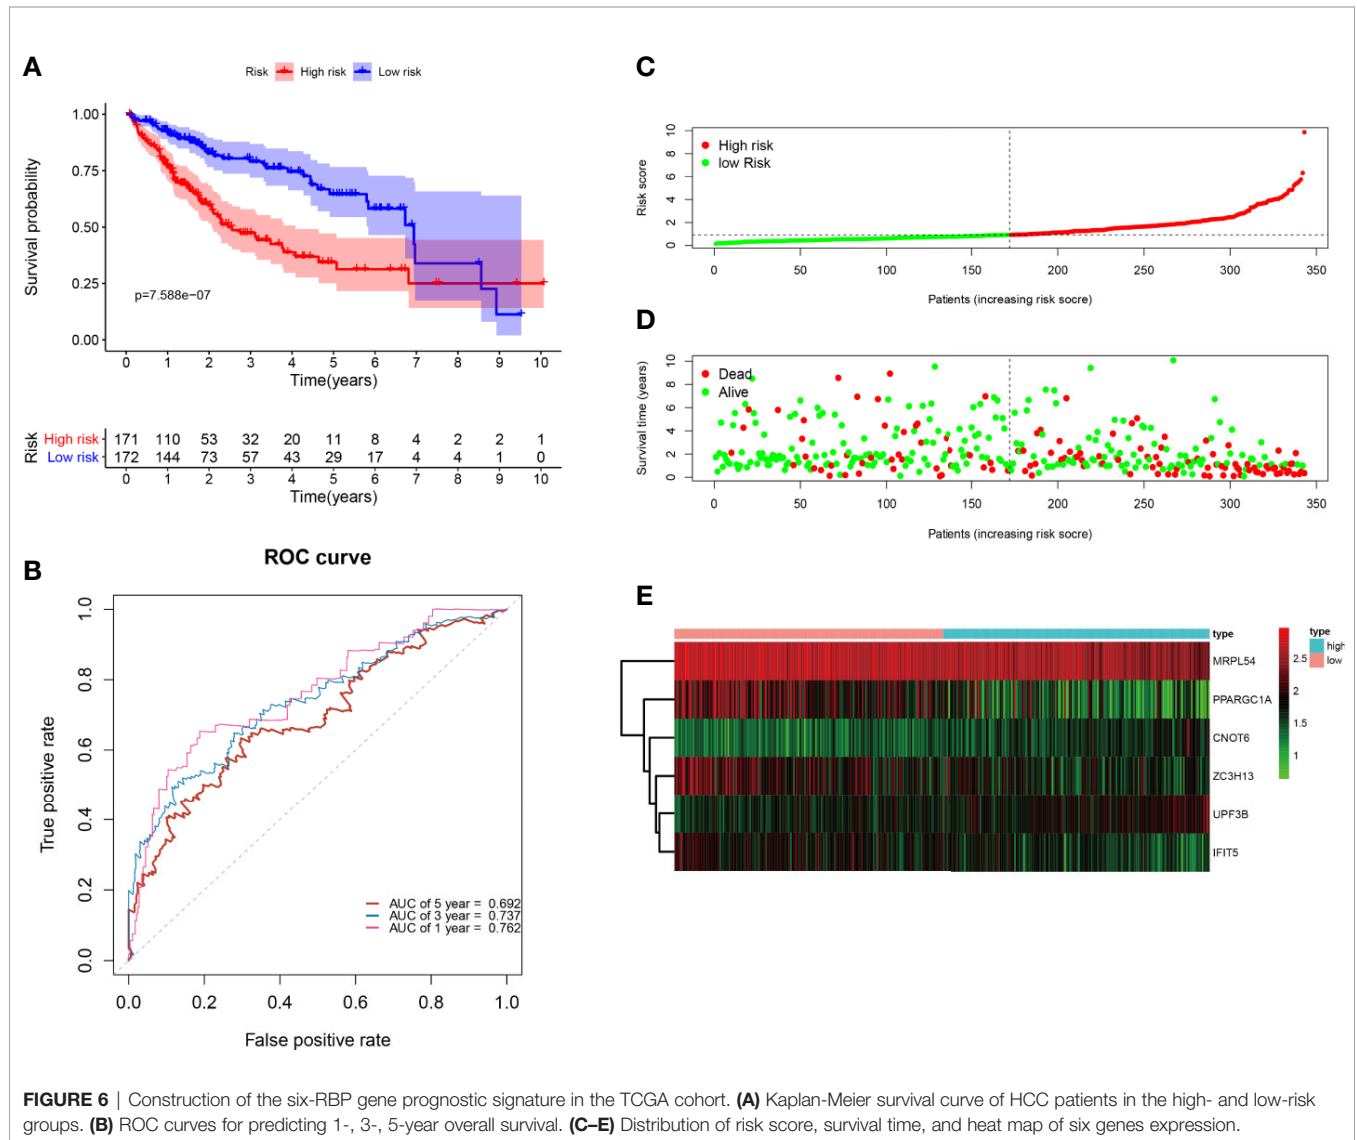 A
Risk High risk Low risk
Survival probability
1.00
0.75
0.50
0.25
0.00
p=7.588e−07
0 1 2 3 4 5 6 7 8 9 10
Time(years)
Risk
High risk 171 110 53 32 20 11 8 4 2 2 1
Low risk 172 144 73 57 43 29 17 4 4 1 0
0 1 2 3 4 5 6 7 8 9 10
Time(years)
B
ROC curve
True positive rate
1.0
0.8
0.6
0.4
0.2
0.0
AUC of 5 year = 0.692
AUC of 3 year = 0.737
AUC of 1 year = 0.762
0.0 0.2 0.4 0.6 0.8 1.0
False positive rate
C
Risk score
10
8
6
4
2
0
High risk
low Risk
0 50 100 150 200 250 300 350
Patients (increasing risk socre)
D
Survival time (years)
10
8
6
4
2
0
Dead
Alive
0 50 100 150 200 250 300 350
Patients (increasing risk socre)
E
type
MRPL54
PPARGC1A
CNOT6
ZC3H13
UPF3B
IFIT5
2.5
2
1.5
1
type
high
low
FIGURE 6 | Construction of the six-RBP gene prognostic signature in the TCGA cohort. (A) Kaplan-Meier survival curve of HCC patients in the high- and low-risk
groups. (B) ROC curves for predicting 1-, 3-, 5-year overall survival. (C–E) Distribution of risk score, survival time, and heat map of six genes expression.